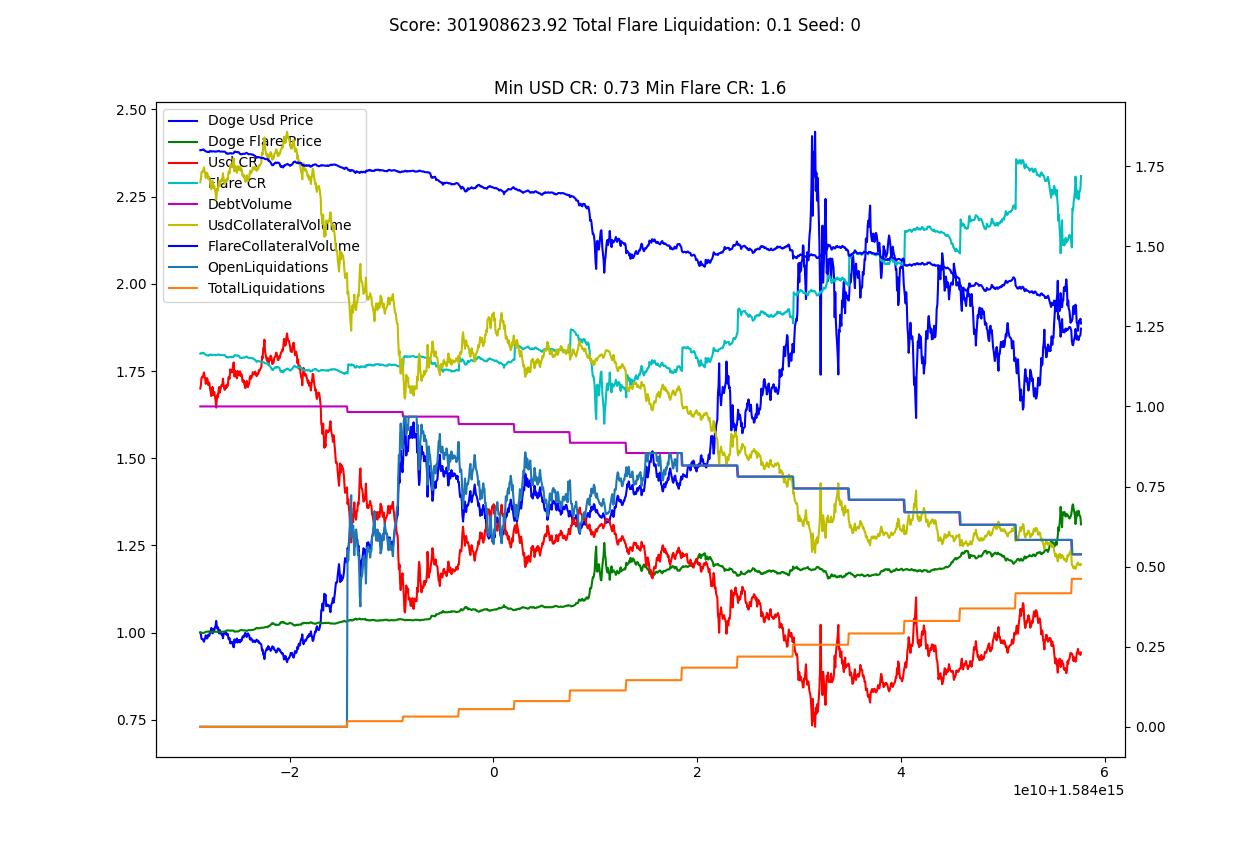 Score: 301908623.92 Total Flare Liquidation: 0.1 Seed: 0
Min USD CR: 0.73 Min Flare CR: 1.6
Doge Usd Price
Doge Flare Price
Usd CR
Flare CR
DebtVolume
UsdCollateralVolume
FlareCollateralVolume
OpenLiquidations
TotalLiquidations
2.50
2.25
2.00
1.75
1.50
1.25
1.00
0.75
1.75
1.50
1.25
1.00
0.75
0.50
0.25
0.00
−2 0 2 4 6
1e10+1.584e15